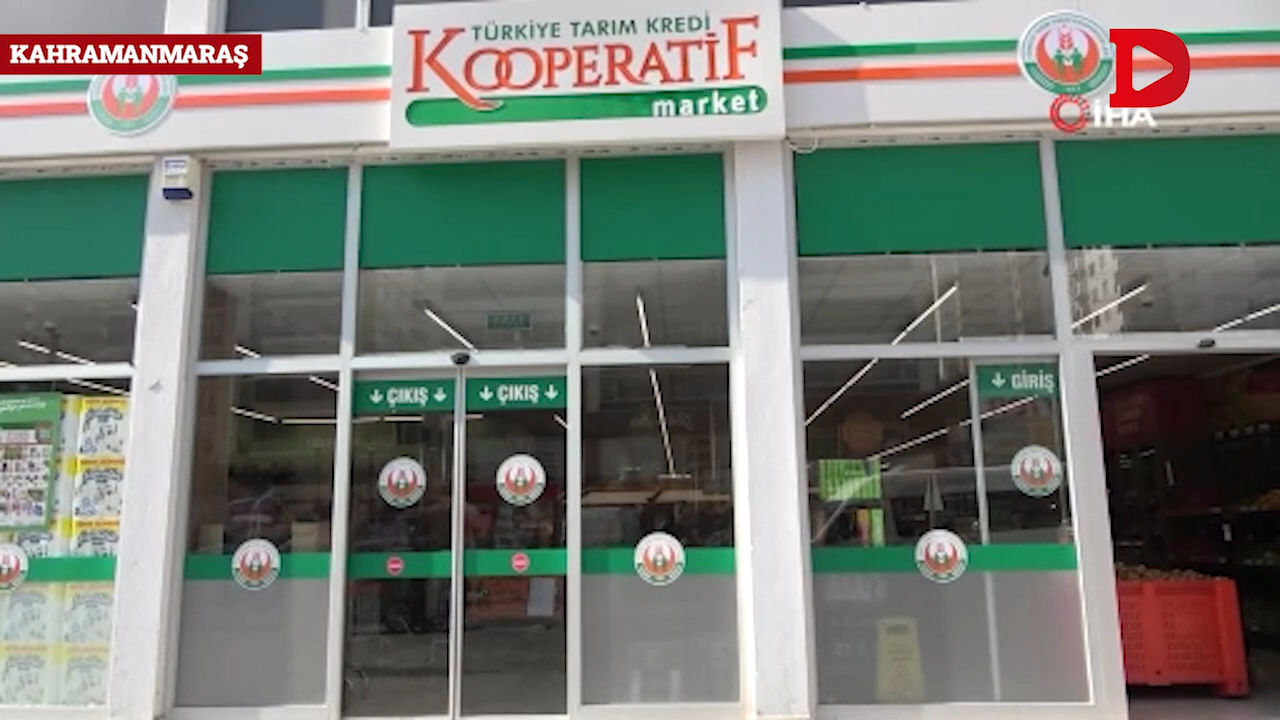 KAHRAMANMARAŞ
TÜRKİYE TARIM KREDİ
KOOPERATİF
market
İHA
ÇIKIŞ
ÇIKIŞ
GİRİŞ